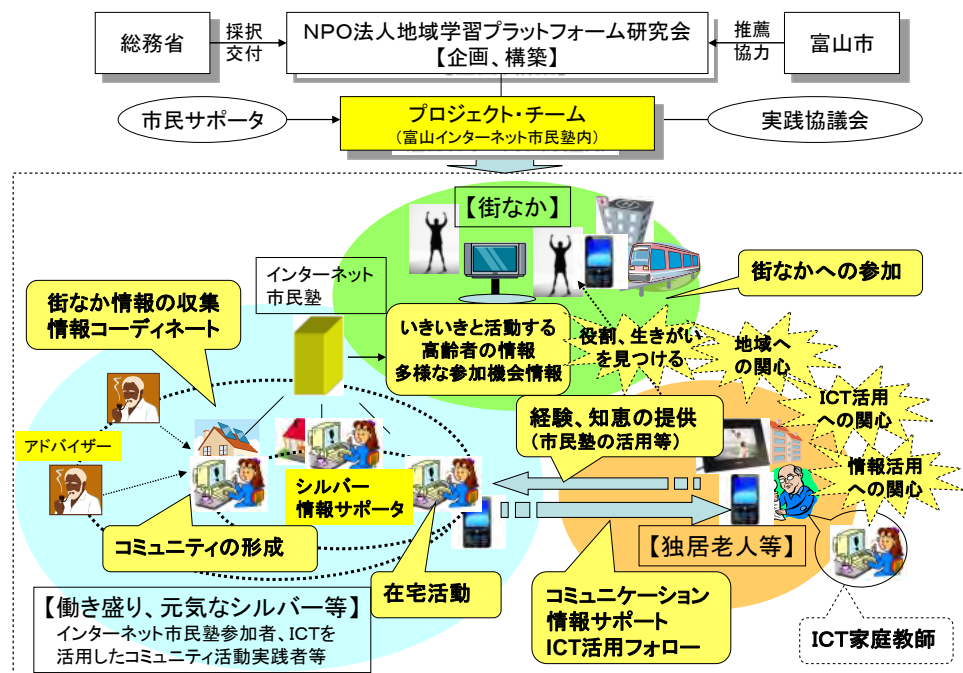 総務省
採択
交付
NPO法人地域学習プラットフォーム研究会
【企画、構築】
推薦
協力
富山市
市民サポータ
プロジェクト・チーム
(富山インターネット市民塾内)
実践協議会
【街なか】
インターネット
市民塾
街なかへの参加
街なか情報の収集
情報コーディネート
いきいきと活動する
高齢者の情報
多様な参加機会情報
役割、生きがい
を見つける
地域へ
の関心
ICT活用
への関心
経験、知恵の提供
(市民塾の活用等)
情報活用
への関心
アドバイザー
シルバー
情報サポータ
コミュニティの形成
在宅活動
【独居老人等】
【働き盛り、元気なシルバー等】
インターネット市民塾参加者、ICTを
活用したコミュニティ活動実践者等
コミュニケーション
情報サポート
ICT活用フォロー
ICT家庭教師